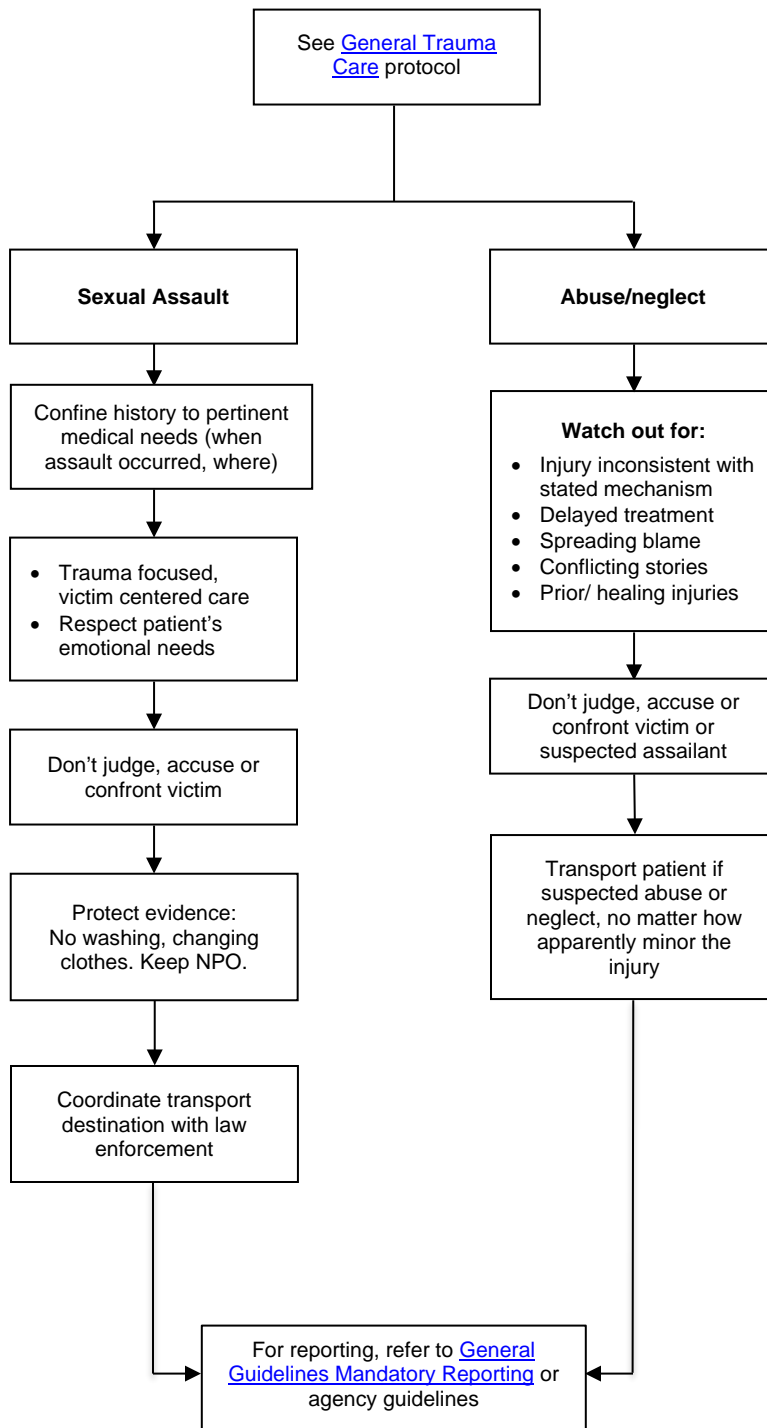 See General Trauma
Care protocol
Sexual Assault
Confine history to pertinent
medical needs (when
assault occurred, where)
• Trauma focused,
victim centered care
• Respect patient’s
emotional needs
Don’t judge, accuse or
confront victim
Protect evidence:
No washing, changing
clothes. Keep NPO.
Coordinate transport
destination with law
enforcement
Abuse/neglect
Watch out for:
• Injury inconsistent with
stated mechanism
• Delayed treatment
• Spreading blame
• Conflicting stories
• Prior/ healing injuries
Don’t judge, accuse or
confront victim or
suspected assailant
Transport patient if
suspected abuse or
neglect, no matter how
apparently minor the
injury
For reporting, refer to General
Guidelines Mandatory Reporting or
agency guidelines